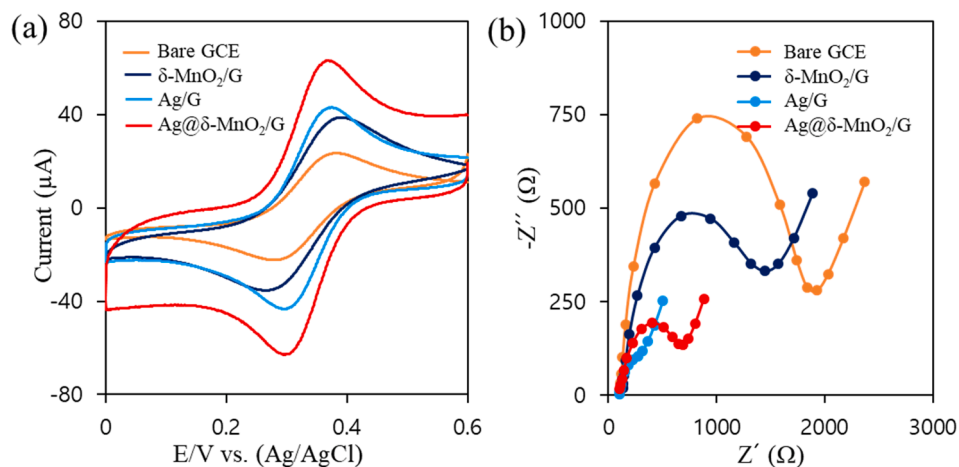 (a)
80
40
0
-40
-80
Current (µA)
Bare GCE
δ-MnO₂/G
Ag/G
Ag@δ-MnO₂/G
0
0.2
0.4
0.6
E/V vs. (Ag/AgCl)
(b)
1000
750
500
250
0
-Z′′ (Ω)
Bare GCE
δ-MnO₂/G
Ag/G
Ag@δ-MnO₂/G
0
1000
2000
3000
Z′ (Ω)